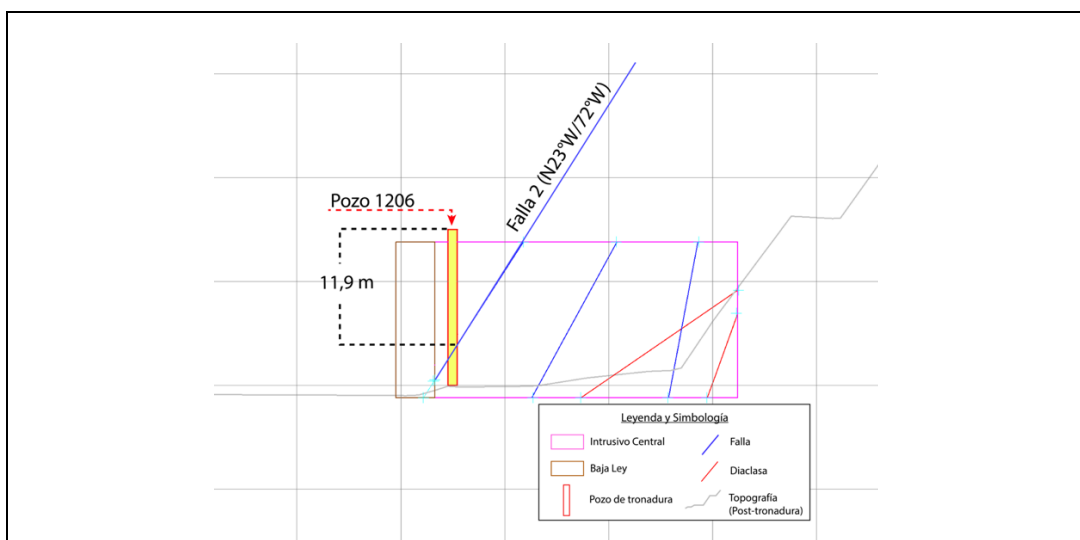 Falla 2 (N23°W/72°W)
Pozo 1206
11,9 m
Leyenda y Simbología
Intrusivo Central
Falla
Baja Ley
Diaclasa
Pozo de tronadura
Topografía
(Post-tronadura)